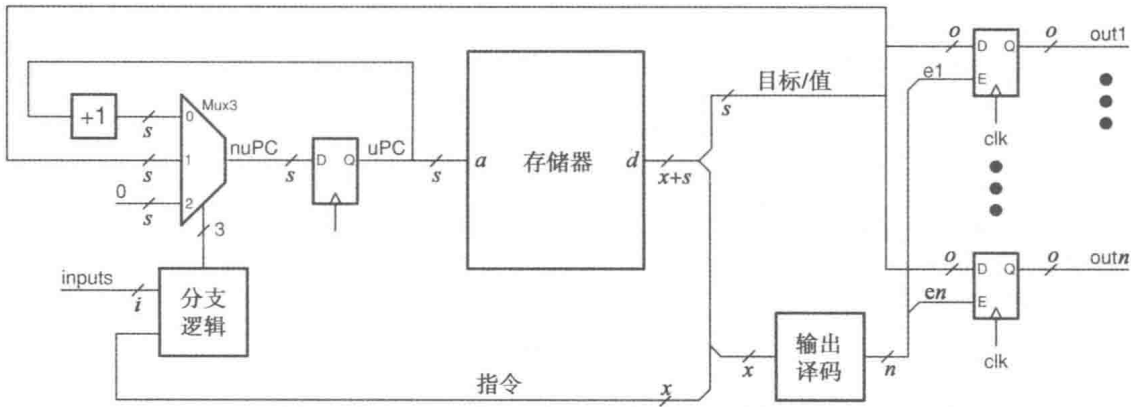 o
D
Q
o
out1
e1
E
clk
目标/值
s
+1
s
0
Mux3
1
s
nuPC
s
D
Q
uPC
s
a
存储器
d
x+s
0
s
2
3
inputs
i
分支
逻辑
指令
x
x
输出
译码
n
o
D
Q
o
outn
en
E
clk